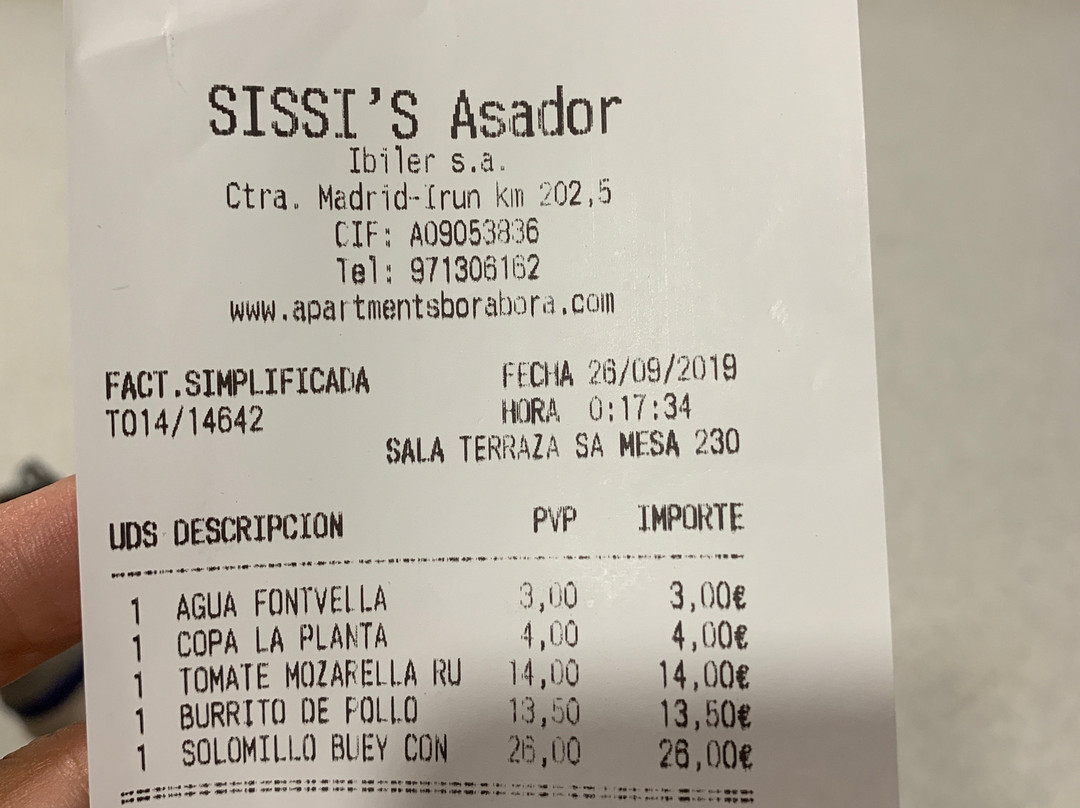 SISSI'S Asador
Ibiler s.a.
Ctra. Madrid-Irun km 202,5
CIF: A09053836
Tel: 971306162
www.apartmentsborabora.com
FACT.SIMPLIFICADA FECHA 26/09/2019
T014/14642 HORA 0:17:34
SALA TERRAZA SA MESA 230
UDS DESCRIPCION PVP IMPORTE
1 AGUA FONTVELLA 3,00 3,00€
1 COPA LA PLANTA 4,00 4,00€
1 TOMATE MOZARELLA RU 14,00 14,00€
1 BURRITO DE POLLO 13,50 13,50€
1 SOLOMILLO BUEY CON 26,00 26,00€